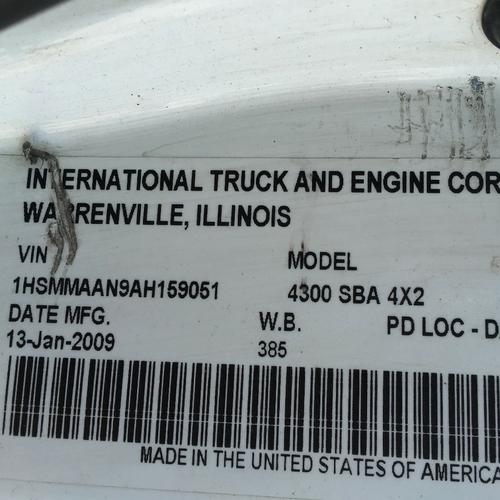 INTERNATIONAL TRUCK AND ENGINE COR
WARRENVILLE, ILLINOIS
VIN MODEL
1HSMMAAN9AH159051 4300 SBA 4X2
DATE MFG. W.B. PD LOC - D
13-Jan-2009 385
MADE IN THE UNITED STATES OF AMERICA